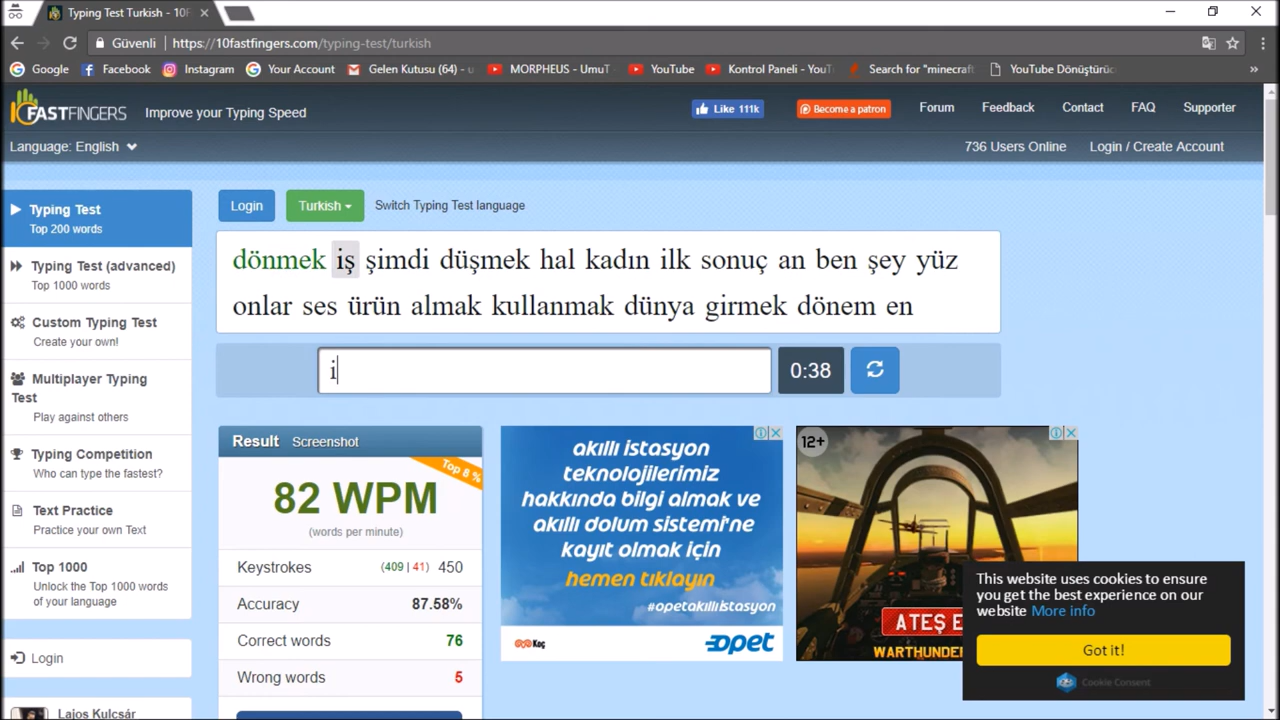 Typing Test Turkish - 10F
Güvenli | https://10fastfingers.com/typing-test/turkish
Google Facebook Instagram Your Account Gelen Kutusu (64) - u MORPHEUS - UmuT YouTube Kontrol Paneli - YouT Search for "minecraft YouTube Dönüştürüc »
10FASTFINGERS Improve your Typing Speed Like 111k Become a patron Forum Feedback Contact FAQ Supporter
Language: English 736 Users Online Login / Create Account
Typing Test
Top 200 words
Typing Test (advanced)
Top 1000 words
Custom Typing Test
Create your own!
Multiplayer Typing
Test
Play against others
Typing Competition
Who can type the fastest?
Text Practice
Practice your own Text
Top 1000
Unlock the Top 1000 words
of your language
Login
Lajos Kulcsár
Login Turkish Switch Typing Test language
dönmek iş şimdi düşmek hal kadın ilk sonuç an ben şey yüz
onlar ses ürün almak kullanmak dünya girmek dönem en
i 0:38
Result Screenshot
Top 8 %
82 WPM
(words per minute)
Keystrokes (409 | 41) 450
Accuracy 87.58%
Correct words 76
Wrong words 5
akıllı istasyon
teknolojilerimiz
hakkında bilgi almak ve
akıllı dolum sistemi'ne
kayıt olmak için
hemen tıklayın
#opetakıllıistasyon
Koç opet
12+
ATEŞ E
WARTHUNDE
This website uses cookies to ensure
you get the best experience on our
website More info
Got it!
Cookie Consent